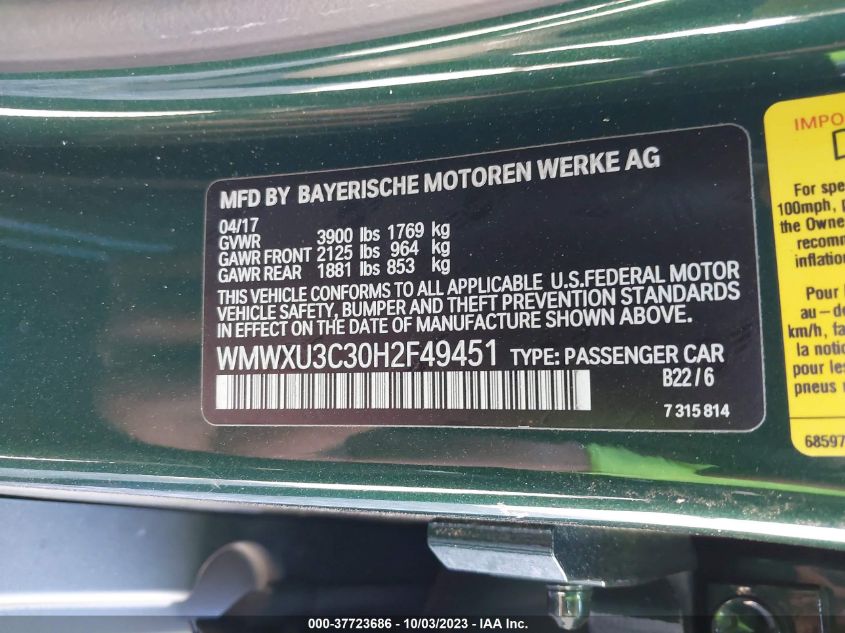 MFD BY BAYERISCHE MOTOREN WERKE AG
04/17
GVWR 3900 lbs 1769 kg
GAWR FRONT 2125 lbs 964 kg
GAWR REAR 1881 lbs 853 kg
THIS VEHICLE CONFORMS TO ALL APPLICABLE U.S.FEDERAL MOTOR
VEHICLE SAFETY, BUMPER AND THEFT PREVENTION STANDARDS
IN EFFECT ON THE DATE OF MANUFACTURE SHOWN ABOVE.
WMWXU3C30H2F49451 TYPE: PASSENGER CAR
B22/6
7 315 814
For spe
100mph,
the Owne
recomm
inflation
Pour
au-de
km/h, fa
la notic
pour les
pneus
68597
000-37723686 - 10/03/2023 - IAA Inc.